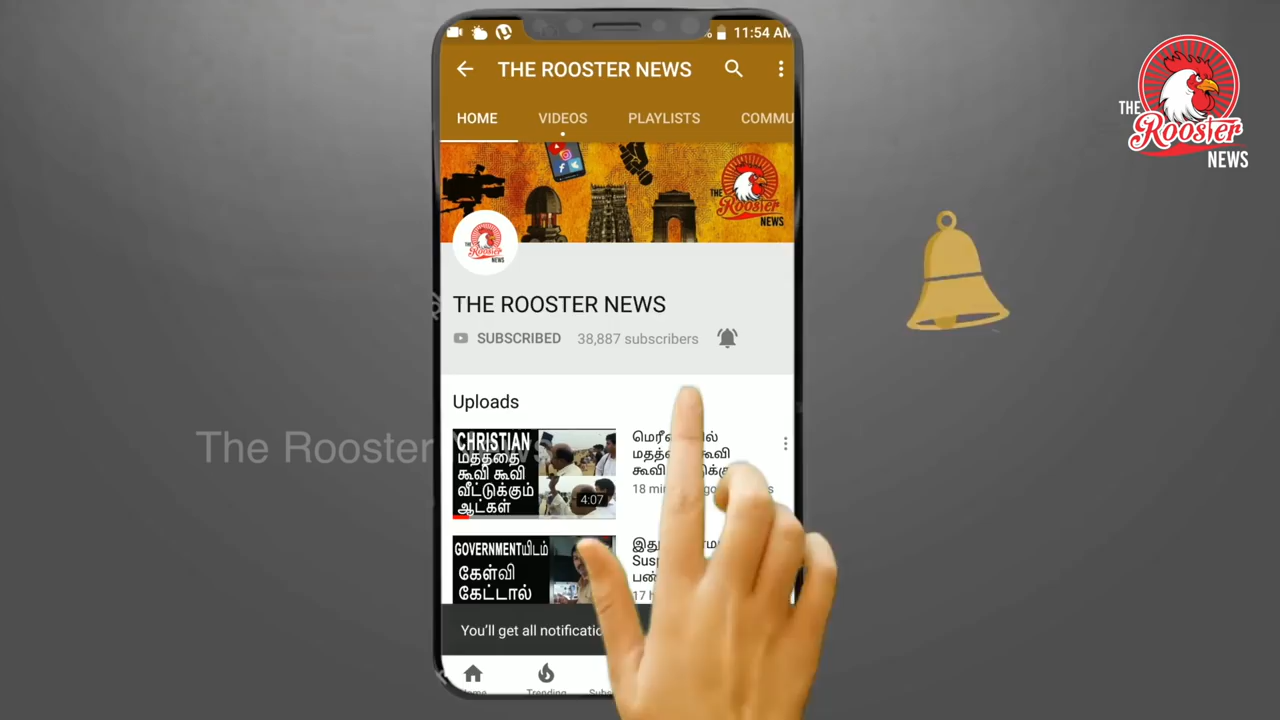 11:54 AM
THE ROOSTER NEWS
HOME VIDEOS PLAYLISTS COMMU
THE
Rooster
NEWS
THE
Rooster
NEWS
THE ROOSTER NEWS
SUBSCRIBED 38,887 subscribers
Uploads
The Rooster
CHRISTIAN
மதத்தை
கூவி கூவி
வீட்டுக்கும்
ஆட்கள்
4:07
மதத்
கூவி
18
GOVERNMENTயிடம்
கேள்வி
கேட்டால்
17
You'll get all
Trending